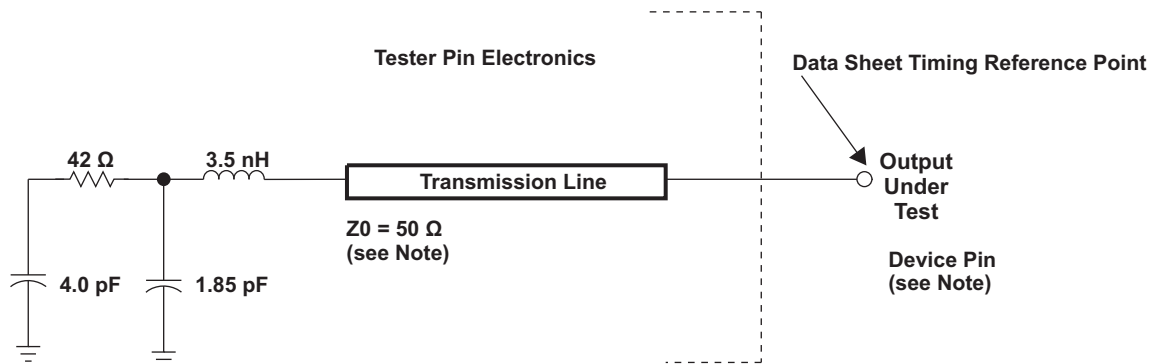 Tester Pin Electronics
Data Sheet Timing Reference Point
42 Ω
3.5 nH
Transmission Line
Output
Under
Test
Z0 = 50 Ω
(see Note)
Device Pin
(see Note)
4.0 pF
1.85 pF